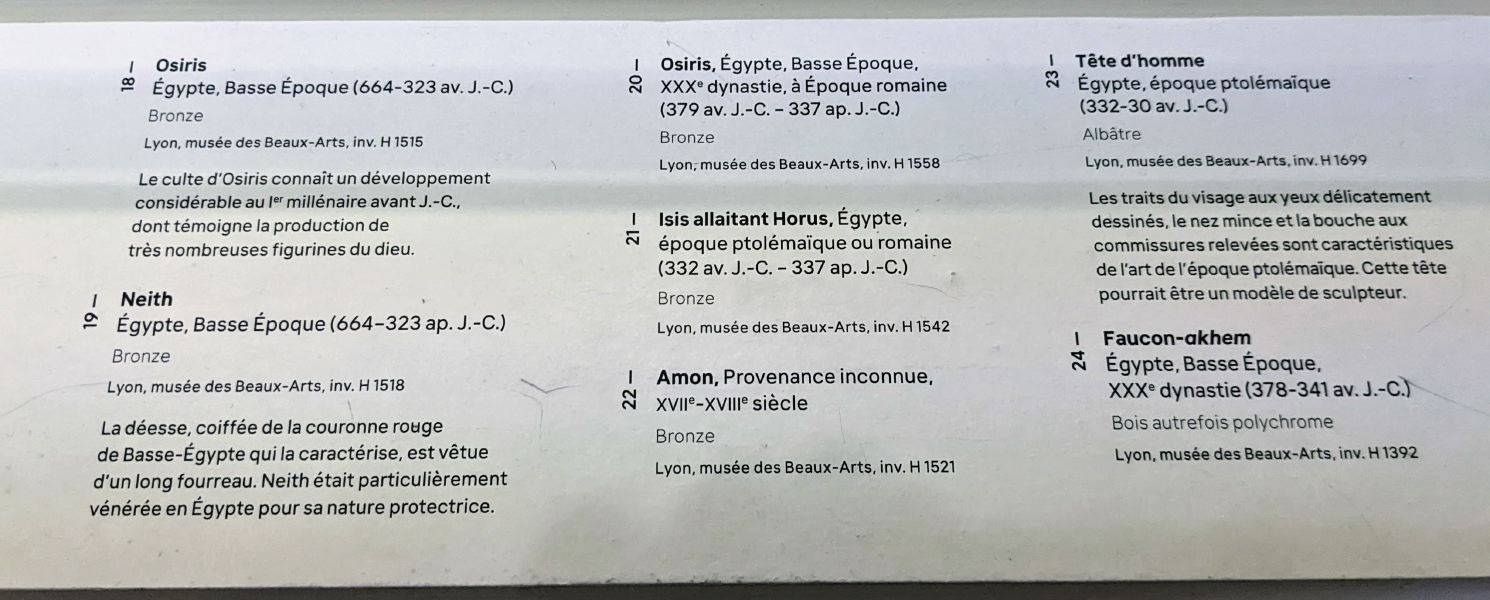 18 – Osiris
Égypte, Basse Époque (664-323 av. J.-C.)
Bronze
Lyon, musée des Beaux-Arts, inv. H 1515
Le culte d'Osiris connaît un développement
considérable au Ier millénaire avant J.-C.,
dont témoigne la production de
très nombreuses figurines du dieu.
19 – Neith
Égypte, Basse Époque (664-323 ap. J.-C.)
Bronze
Lyon, musée des Beaux-Arts, inv. H 1518
La déesse, coiffée de la couronne rouge
de Basse-Égypte qui la caractérise, est vêtue
d'un long fourreau. Neith était particulièrement
vénérée en Égypte pour sa nature protectrice.
20 – Osiris, Égypte, Basse Époque,
XXXe dynastie, à Époque romaine
(379 av. J.-C. – 337 ap. J.-C.)
Bronze
Lyon, musée des Beaux-Arts, inv. H 1558
21 – Isis allaitant Horus, Égypte,
époque ptolémaïque ou romaine
(332 av. J.-C. – 337 ap. J.-C.)
Bronze
Lyon, musée des Beaux-Arts, inv. H 1542
22 – Amon, Provenance inconnue,
XVIIe-XVIIIe siècle
Bronze
Lyon, musée des Beaux-Arts, inv. H 1521
23 – Tête d'homme
Égypte, époque ptolémaïque
(332-30 av. J.-C.)
Albâtre
Lyon, musée des Beaux-Arts, inv. H 1699
Les traits du visage aux yeux délicatement
dessinés, le nez mince et la bouche aux
commissures relevées sont caractéristiques
de l'art de l'époque ptolémaïque. Cette tête
pourrait être un modèle de sculpteur.
24 – Faucon-akhem
Égypte, Basse Époque,
XXXe dynastie (378-341 av. J.-C.)
Bois autrefois polychrome
Lyon, musée des Beaux-Arts, inv. H 1392